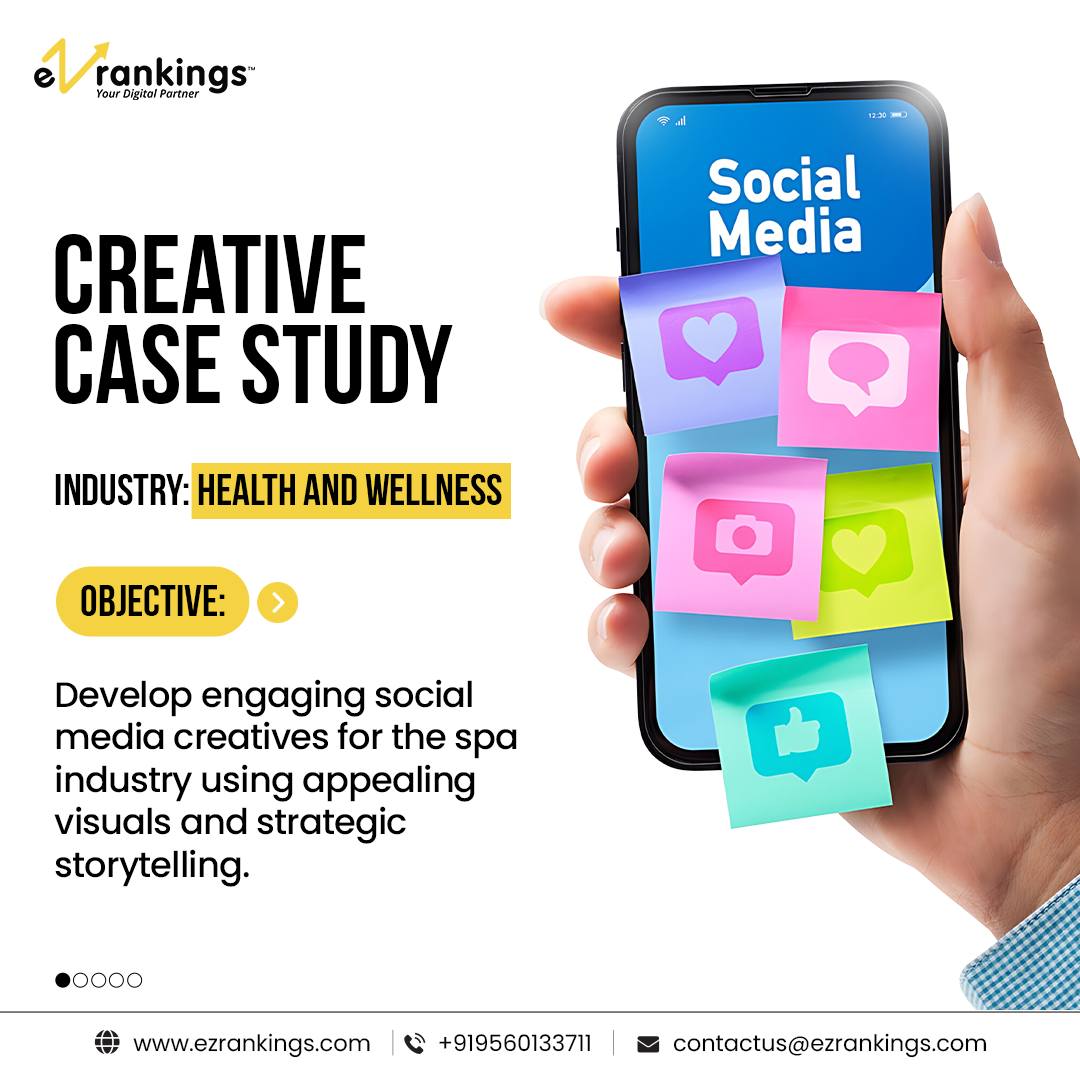 eZrankings™
Your Digital Partner
12:30
Social
Media
CREATIVE
CASE STUDY
INDUSTRY: HEALTH AND WELLNESS
OBJECTIVE:
Develop engaging social
media creatives for the spa
industry using appealing
visuals and strategic
storytelling.
www.ezrankings.com
+919560133711
contactus@ezrankings.com